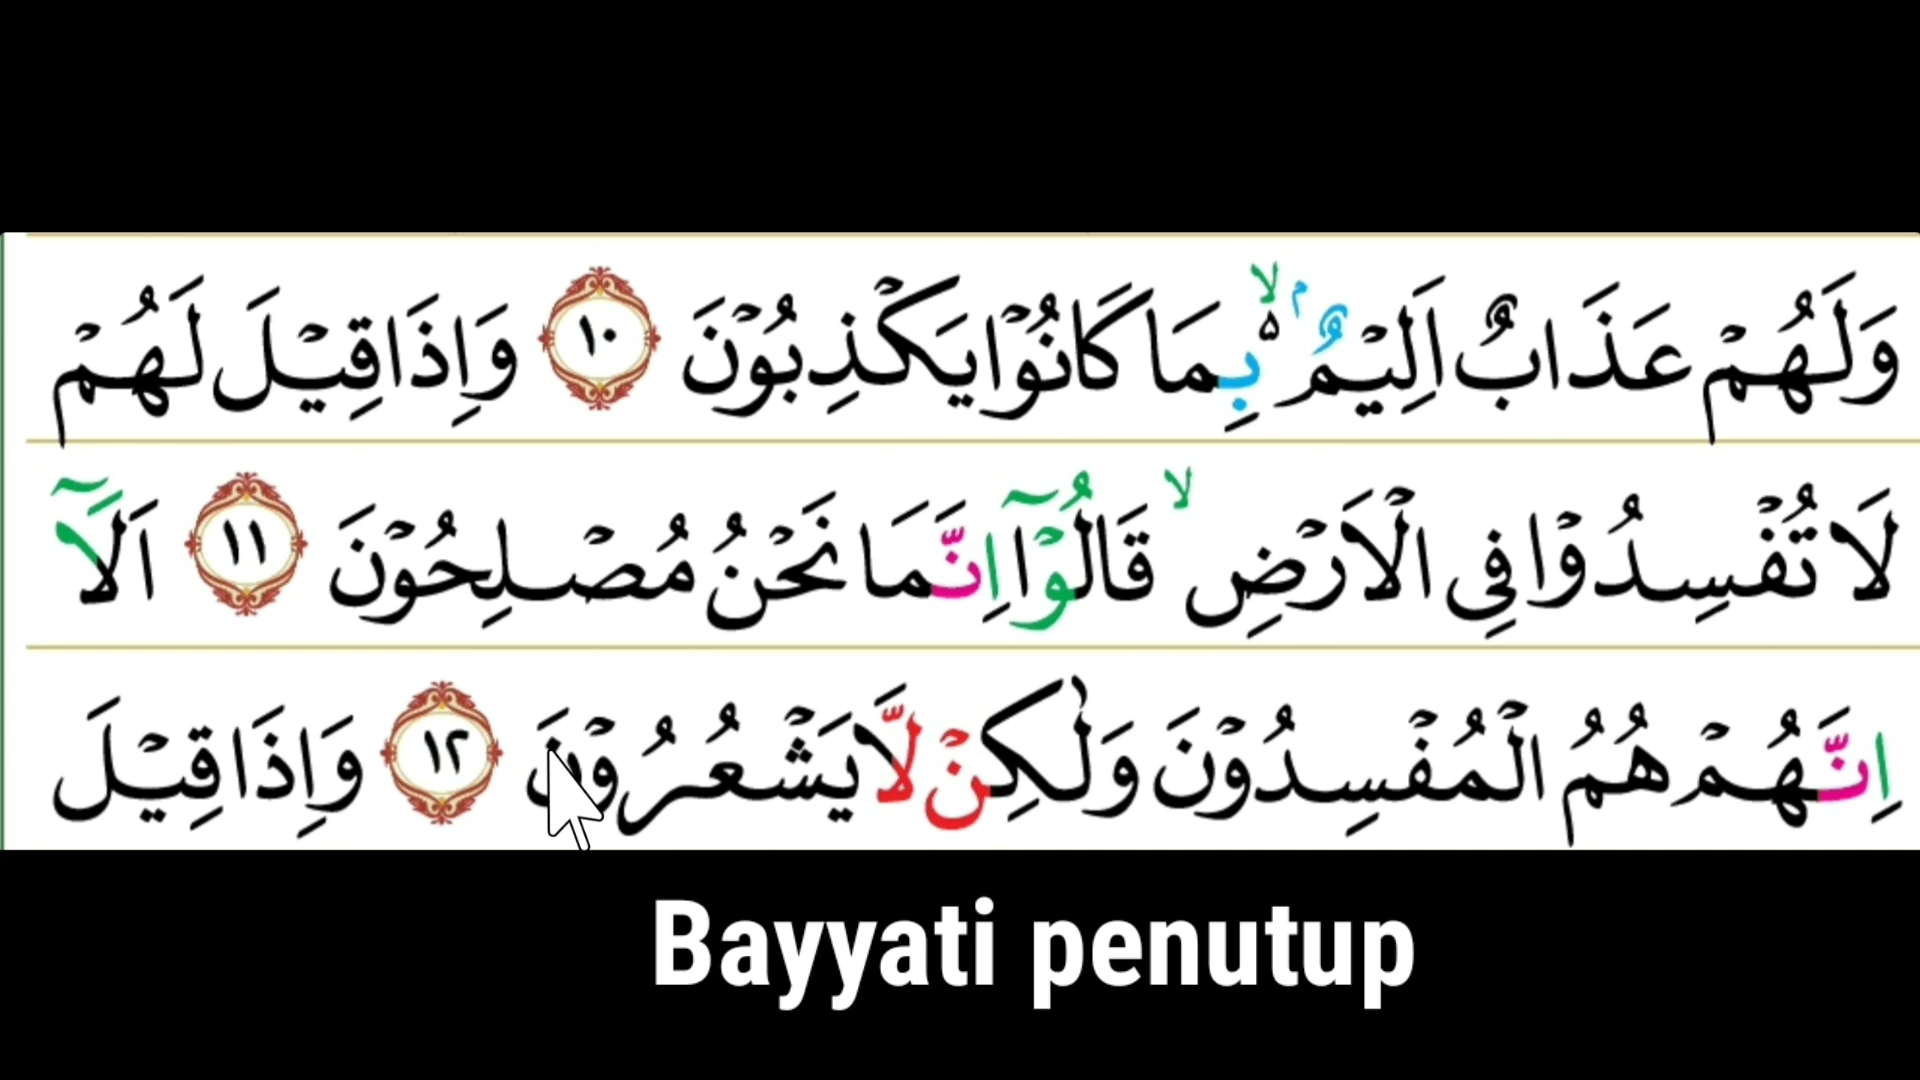 وَلَهُمْ عَذَابٌ اَلِيْمٌ ۢ ۙ ە بِمَا كَانُوْا يَكْذِبُوْنَ ١٠ وَاِذَا قِيْلَ لَهُمْ
لَا تُفْسِدُوْا فِى الْاَرْضِ ۙ قَالُوْٓا اِنَّمَا نَحْنُ مُصْلِحُوْنَ ١١ اَلَآ
اِنَّهُمْ هُمُ الْمُفْسِدُوْنَ وَلٰكِنْ لَّا يَشْعُرُوْنَ ١٢ وَاِذَا قِيْلَ
Bayyati penutup